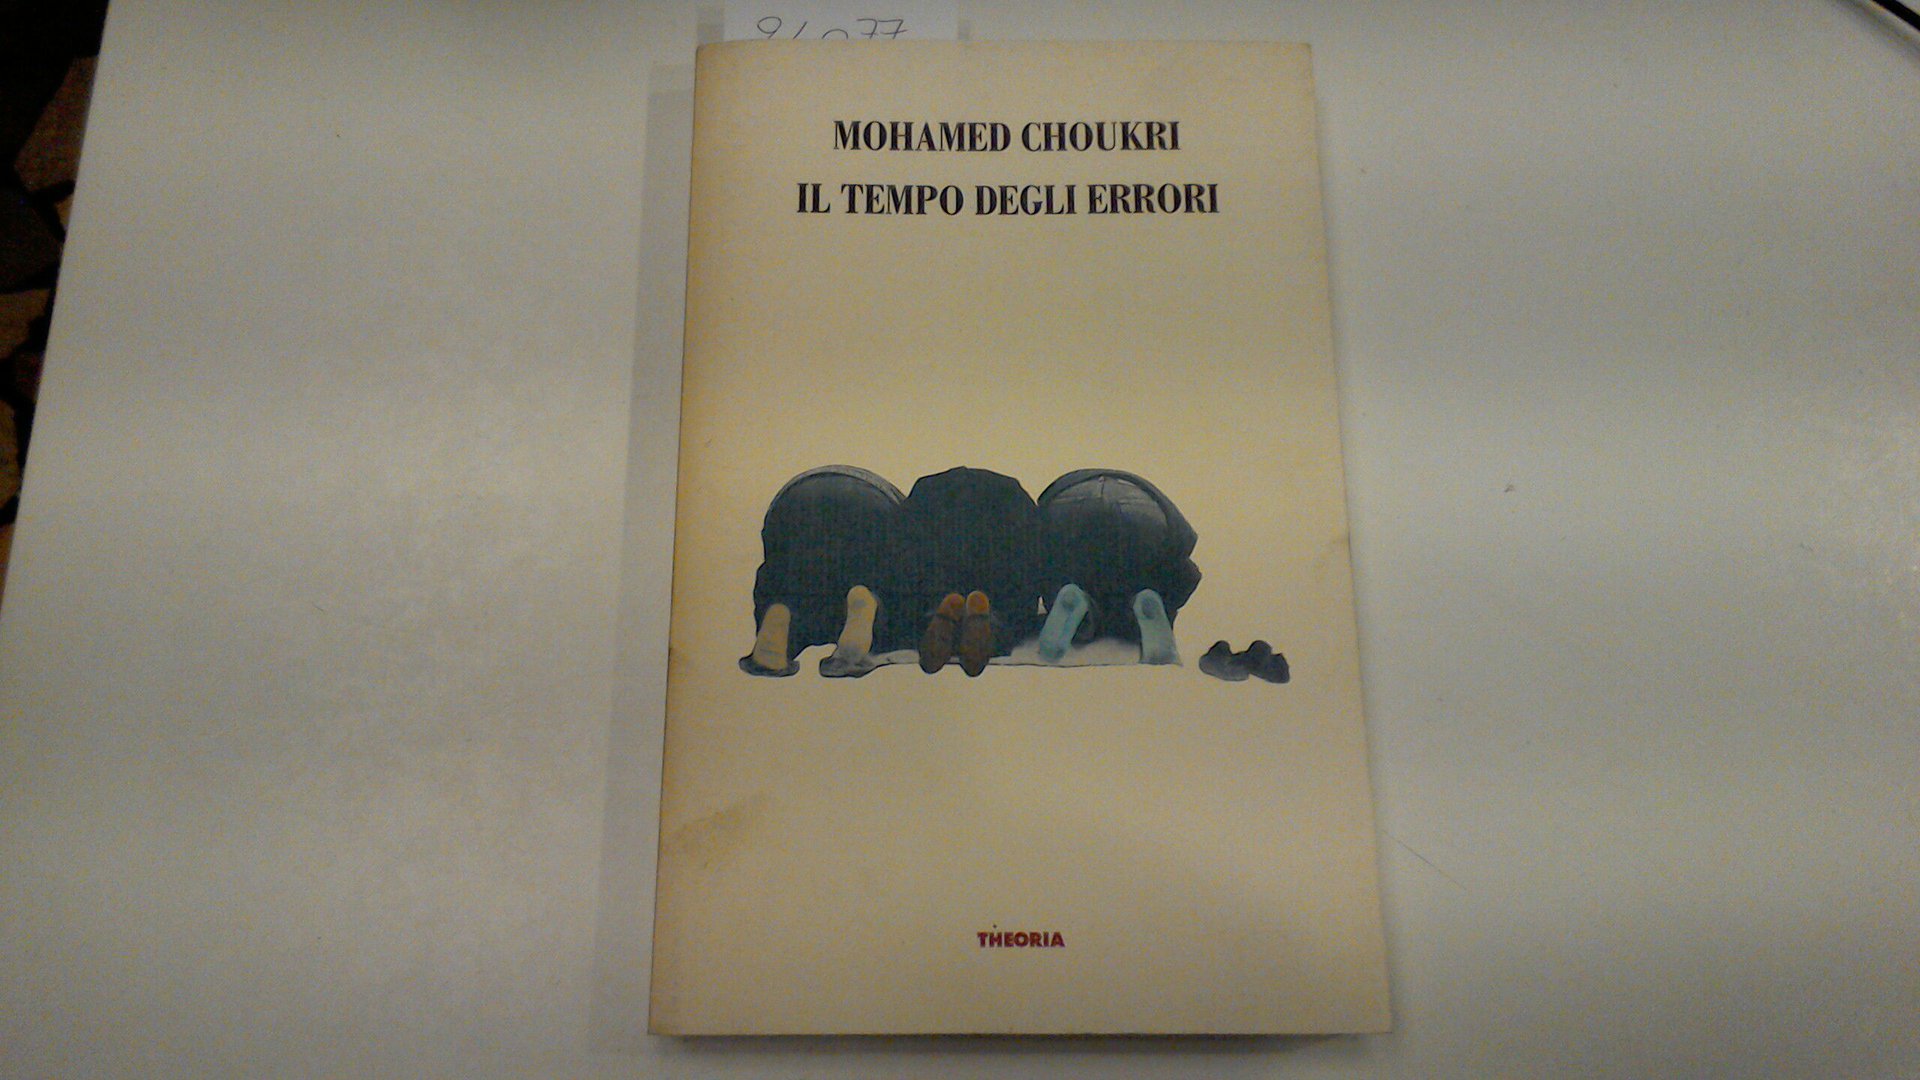 MOHAMED CHOUKRI
IL TEMPO DEGLI ERRORI
THEORIA